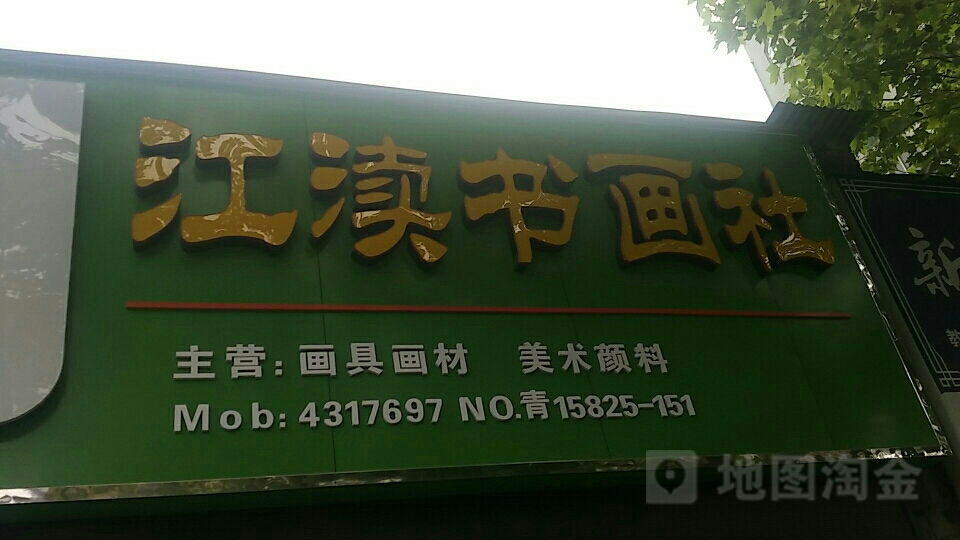 江渎书画社
主营:画具画材 美术颜料
Mob: 4317697 NO.青15825-151
新
地图淘金